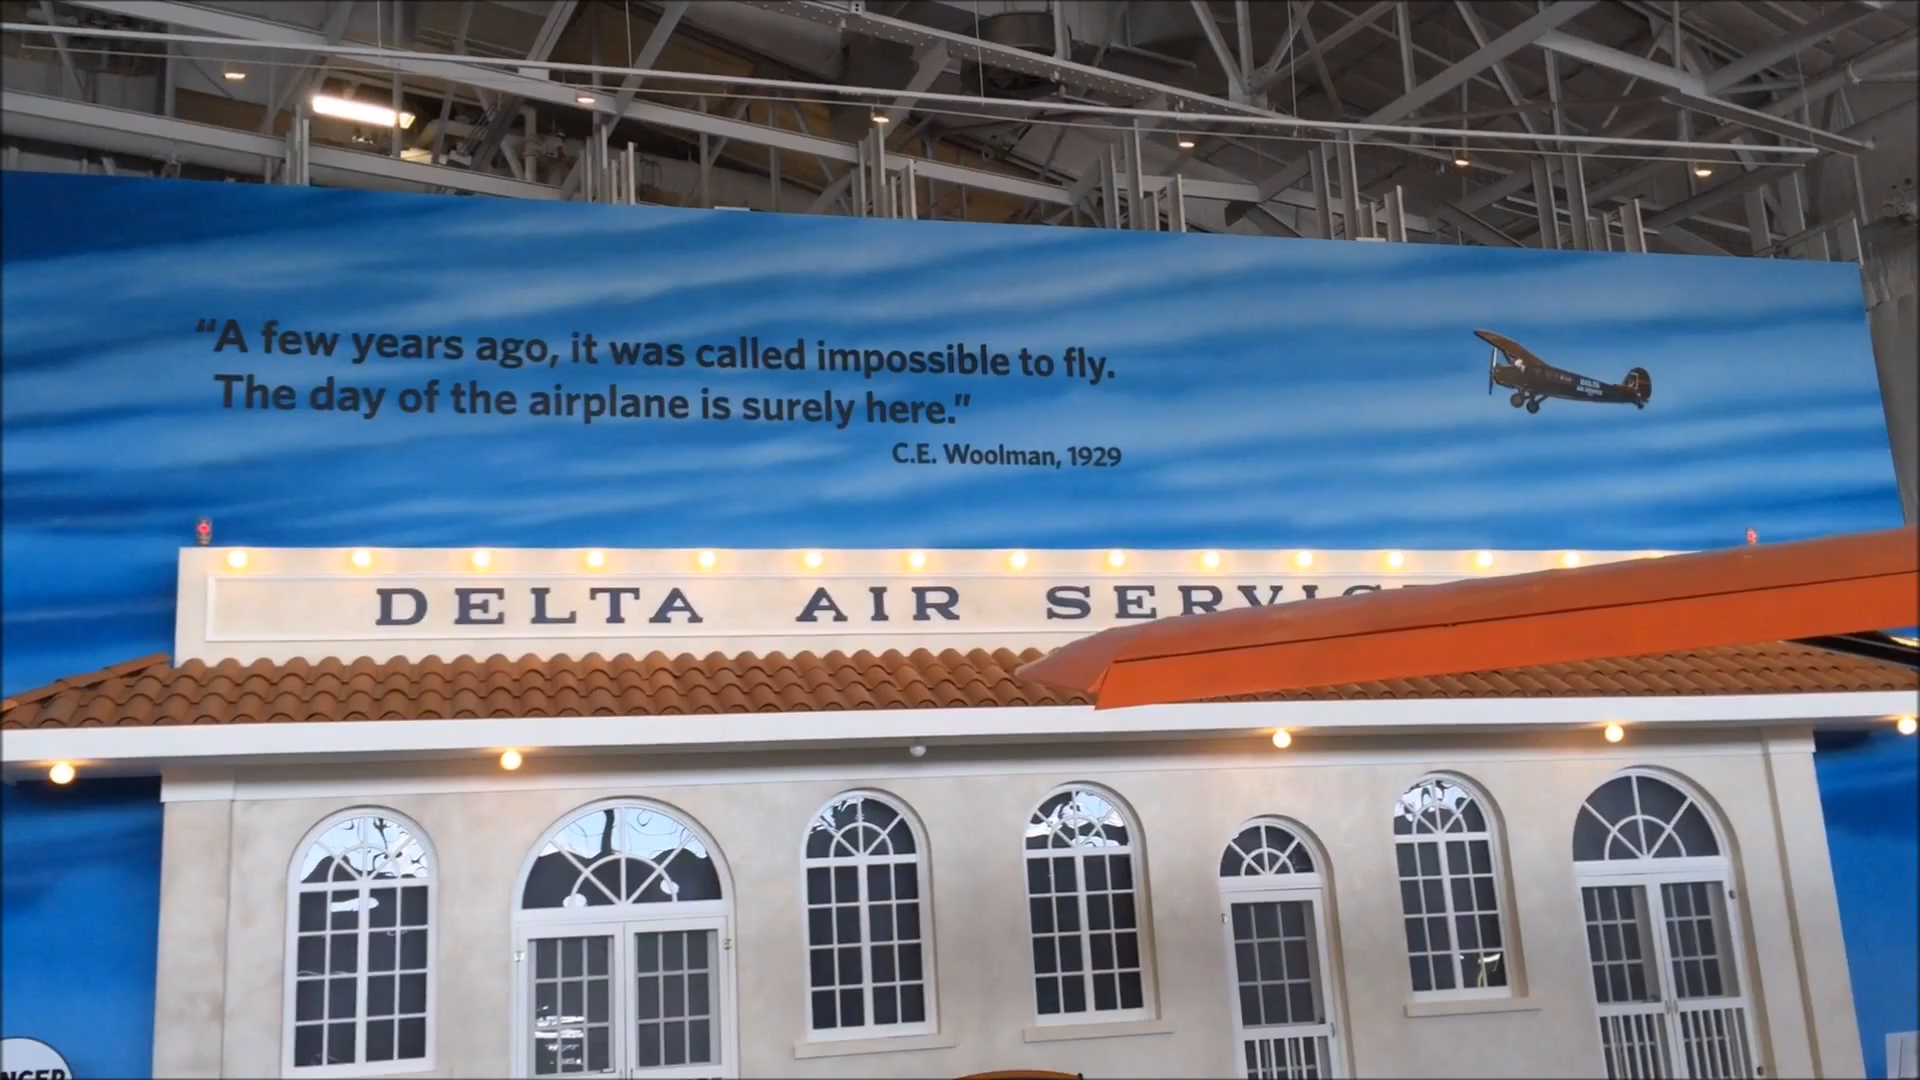 “A few years ago, it was called impossible to fly.
The day of the airplane is surely here.”
C.E. Woolman, 1929
DELTA
DELTA AIR